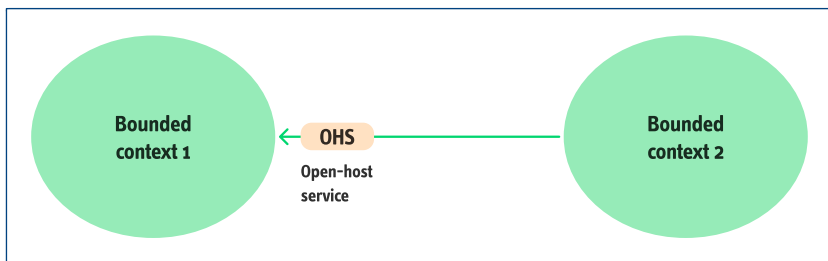 Bounded
context 1
OHS
Open-host
service
Bounded
context 2